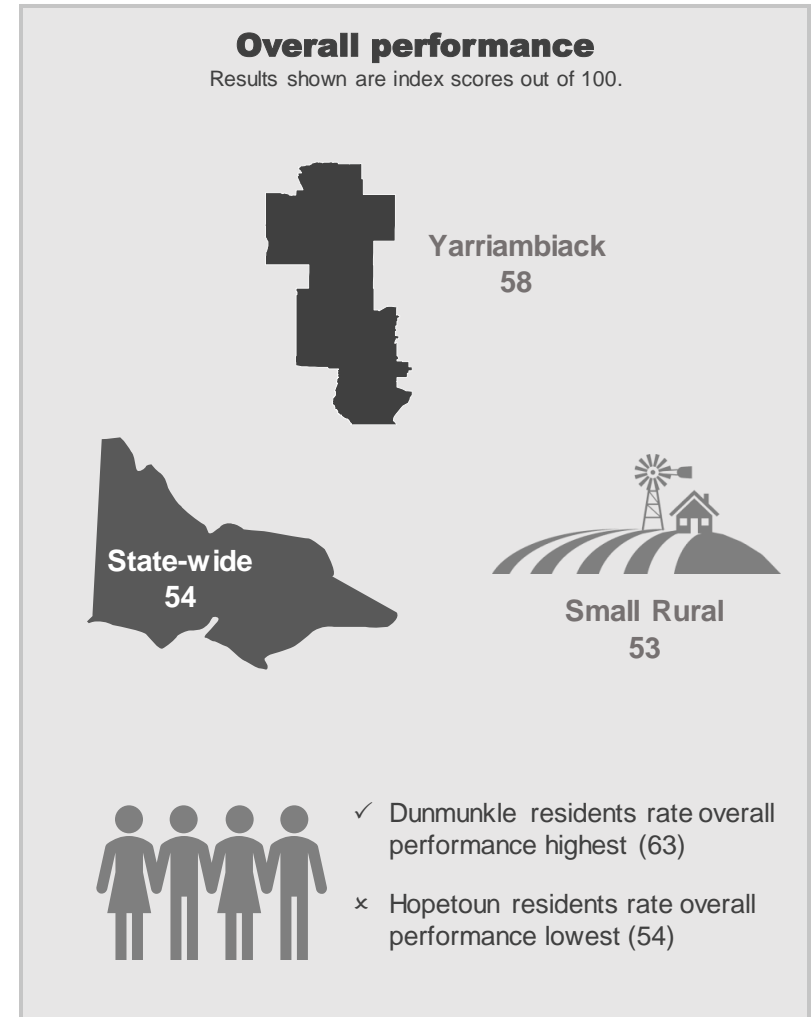 Overall performance
Results shown are index scores out of 100.
Yarriambiack
58
State-wide
54
Small Rural
53
✓ Dunmunkle residents rate overall
performance highest (63)
× Hopetoun residents rate overall
performance lowest (54)